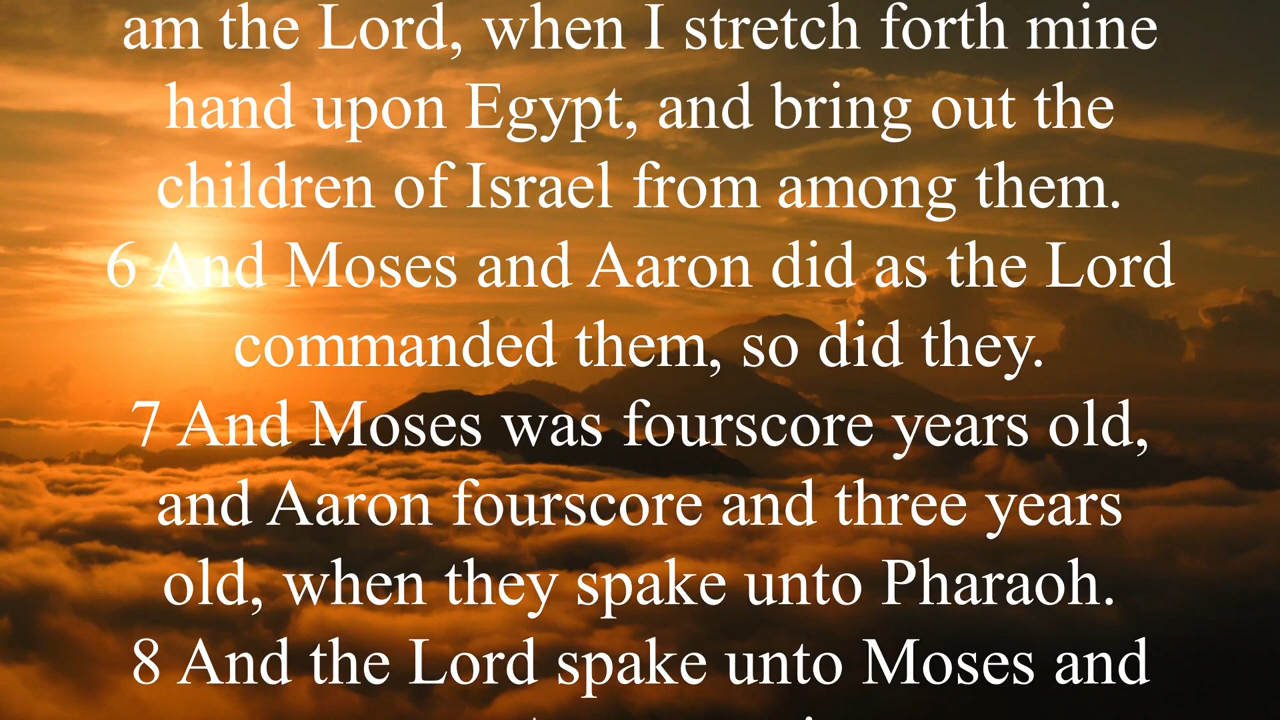 am the Lord, when I stretch forth mine
hand upon Egypt, and bring out the
children of Israel from among them.
6 And Moses and Aaron did as the Lord
commanded them, so did they.
7 And Moses was fourscore years old,
and Aaron fourscore and three years
old, when they spake unto Pharaoh.
8 And the Lord spake unto Moses and